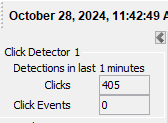 October 28, 2024, 11:42:49 A
Click Detector 1
Detections in last 1 minutes
Clicks 405
Click Events 0